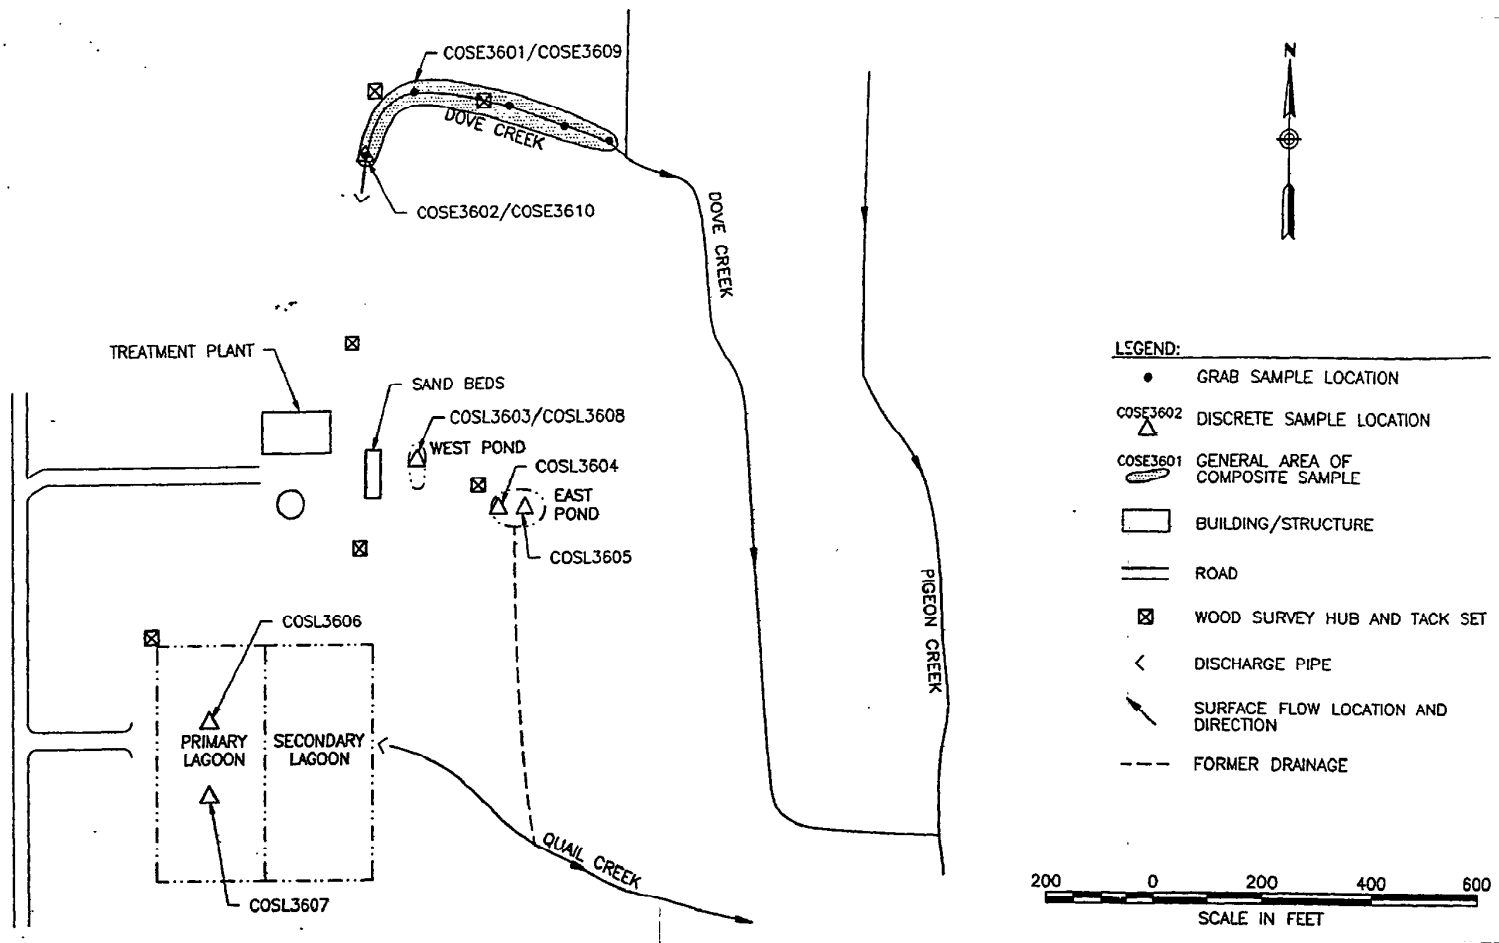 COSE3601/COSE3609
N
DOVE CREEK
COSE3602/COSE3610
DOVE CREEK
TREATMENT PLANT
SAND BEDS
COSL3603/COSL3608
WEST POND
COSL3604
EAST
POND
COSL3605
PIGEON CREEK
COSL3606
PRIMARY
LAGOON
SECONDARY
LAGOON
COSL3607
QUAIL CREEK
LEGEND:
GRAB SAMPLE LOCATION
COSE3602
DISCRETE SAMPLE LOCATION
COSE3601
GENERAL AREA OF
COMPOSITE SAMPLE
BUILDING/STRUCTURE
ROAD
WOOD SURVEY HUB AND TACK SET
DISCHARGE PIPE
SURFACE FLOW LOCATION AND
DIRECTION
FORMER DRAINAGE
200 0 200 400 600
SCALE IN FEET